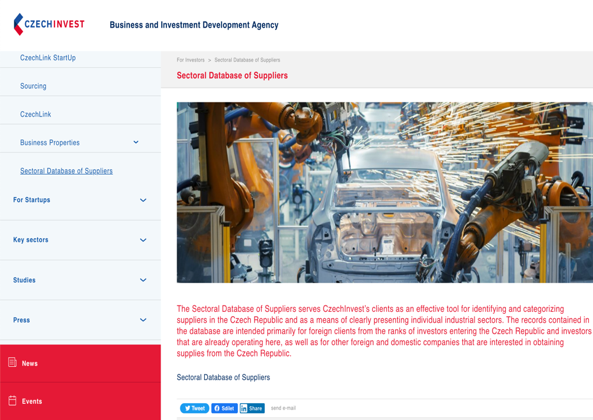 CZECHINVEST
Business and Investment Development Agency
CzechLink StartUp
Sourcing
CzechLink
Business Properties
Sectoral Database of Suppliers
For Startups
Key sectors
Studies
Press
News
Events
For Investors > Sectoral Database of Suppliers
Sectoral Database of Suppliers
The Sectoral Database of Suppliers serves CzechInvest's clients as an effective tool for identifying and categorizing
suppliers in the Czech Republic and as a means of clearly presenting individual industrial sectors. The records contained in
the database are intended primarily for foreign clients from the ranks of investors entering the Czech Republic and investors
that are already operating here, as well as for other foreign and domestic companies that are interested in obtaining
supplies from the Czech Republic.
Sectoral Database of Suppliers
Tweet Sdílet Share send e-mail